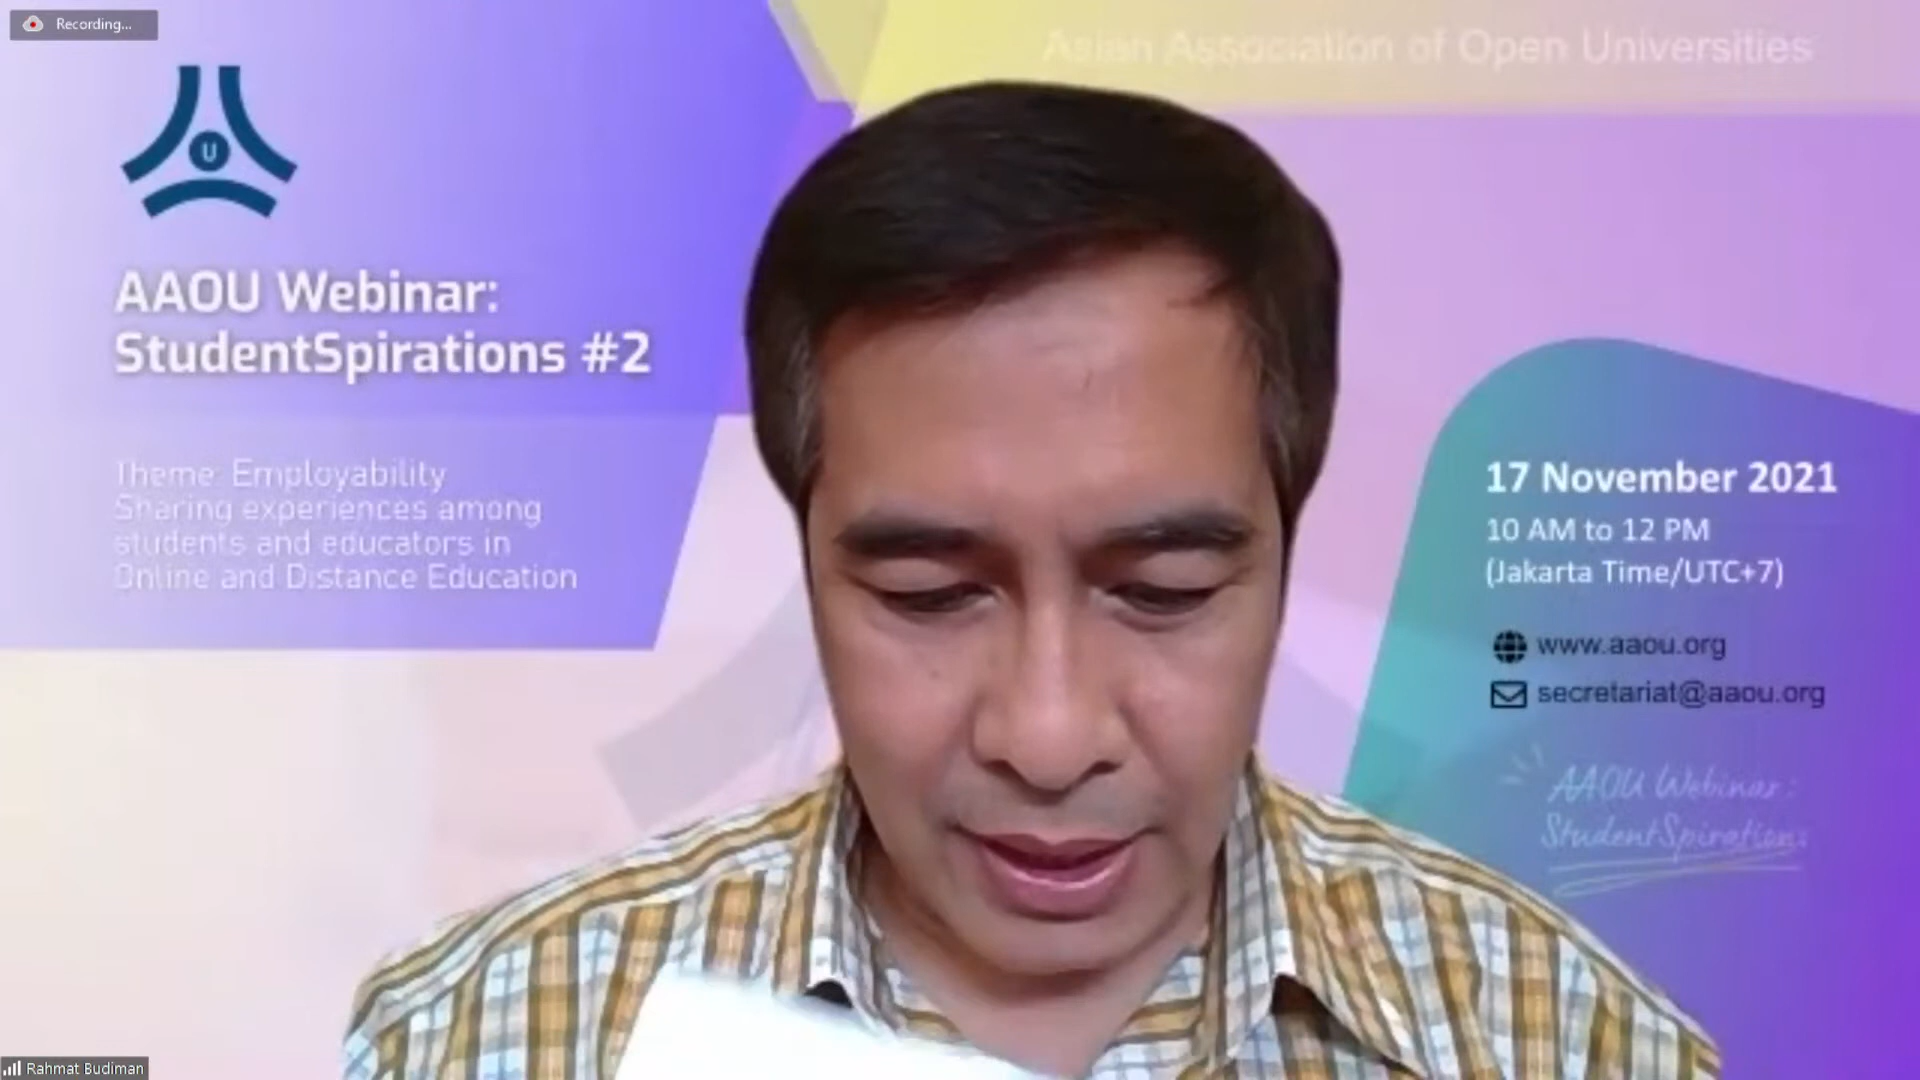 Recording...
Asian Association of Open Universities
U
AAOU Webinar:
StudentSpirations #2
Theme: Employability
Sharing experiences among
students and educators in
Online and Distance Education
17 November 2021
10 AM to 12 PM
(Jakarta Time/UTC+7)
www.aaou.org
secretariat@aaou.org
AAOU Webinar:
StudentSpirations
Rahmat Budiman